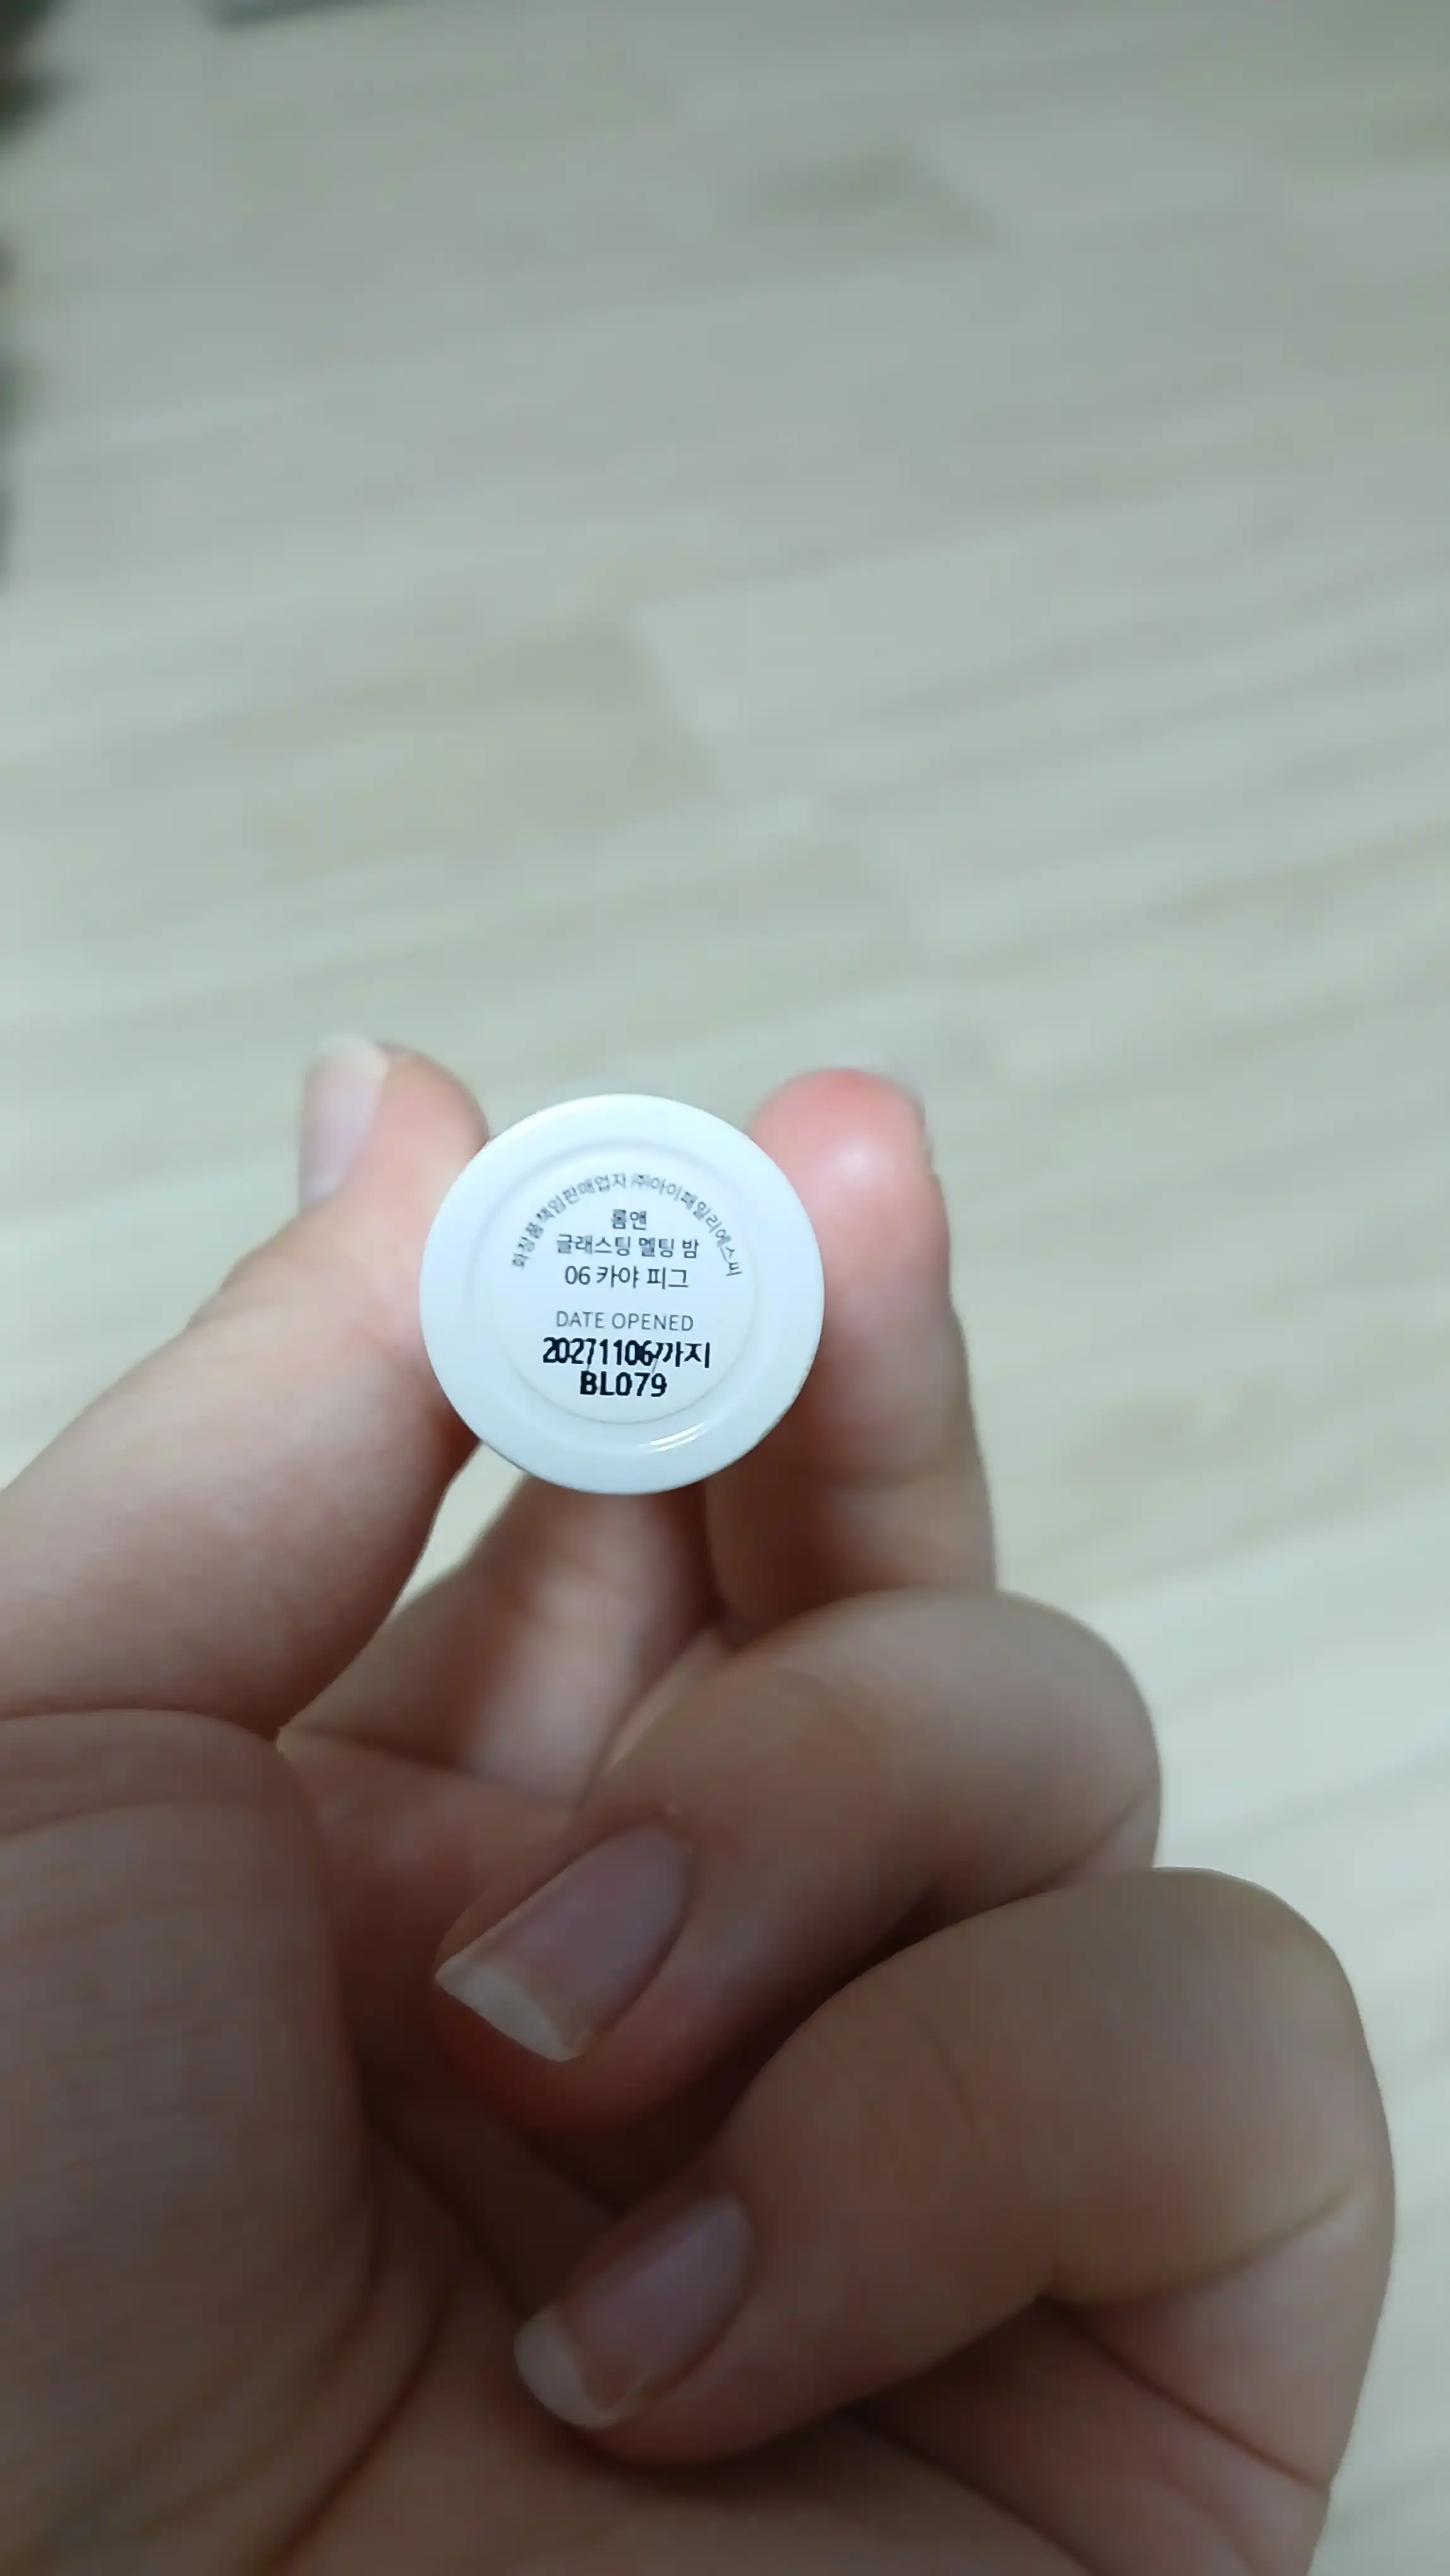 화장품책임판매업자 ㈜아이패밀리에스씨
롬앤
글래스팅 멜팅 밤
06 카야 피그
DATE OPENED
20271106까지
BL079